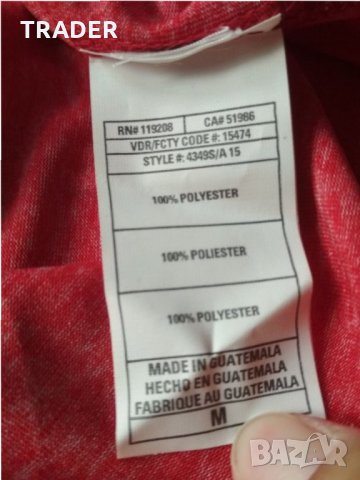 TRADER
RN# 119208 CA# 51986
VDR/FCTY CODE #: 15474
STYLE #: 4349S/A 15
100% POLYESTER
100% POLIESTER
100% POLYESTER
MADE IN GUATEMALA
HECHO EN GUATEMALA
FABRIQUE AU GUATEMALA
M
BAZAR